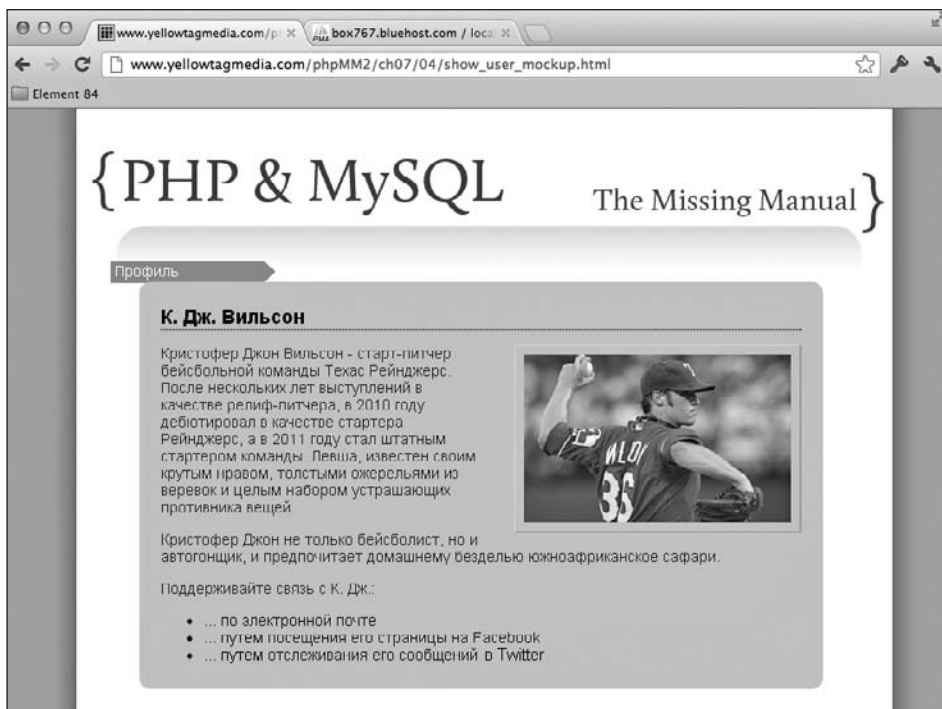 www.yellowtagmedia.com/p
box767.bluehost.com / loca
www.yellowtagmedia.com/phpMM2/ch07/04/show_user_mockup.html
Element 84
{PHP & MySQL
The Missing Manual}
Профиль
К. Дж. Вильсон
Кристофер Джон Вильсон - старт-питчер
бейсбольной команды Техас Рейнджерс.
После нескольких лет выступлений в
качестве релиф-питчера, в 2010 году
дебютировал в качестве стартера
Рейнджерс, а в 2011 году стал штатным
стартером команды. Левша, известен своим
крутым нравом, толстыми ожерельями из
веревок и целым набором устрашающих
противника вещей.
36
Кристофер Джон не только бейсболист, но и
автогонщик, и предпочитает домашнему безделью южноафриканское сафари.
Поддерживайте связь с К. Дж.:
• ... по электронной почте
• ... путем посещения его страницы на Facebook
• ... путем отслеживания его сообщений в Twitter